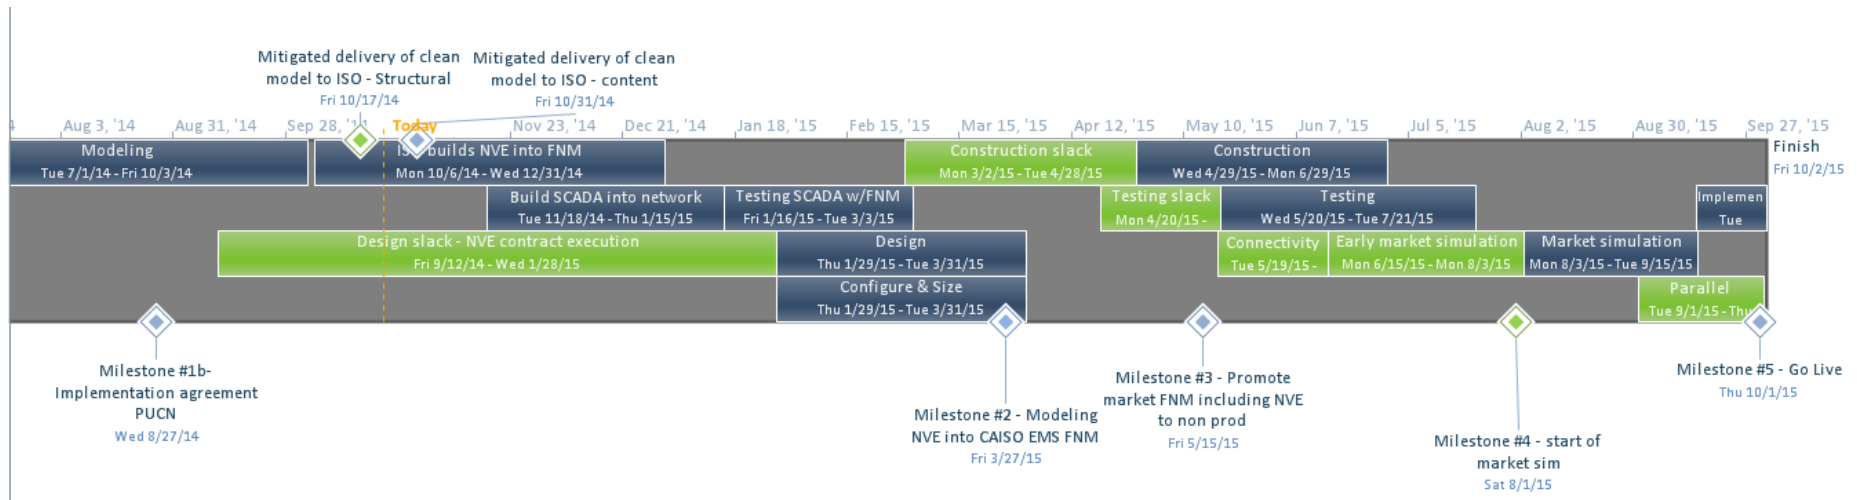 Mitigated delivery of clean
model to ISO - Structural
Fri 10/17/14
Mitigated delivery of clean
model to ISO - content
Fri 10/31/14
4 Aug 3, '14 Aug 31, '14 Sep 28, '14 Today Nov 23, '14 Dec 21, '14 Jan 18, '15 Feb 15, '15 Mar 15, '15 Apr 12, '15 May 10, '15 Jun 7, '15 Jul 5, '15 Aug 2, '15 Aug 30, '15 Sep 27, '15
Modeling
Tue 7/1/14 - Fri 10/3/14
ISO builds NVE into FNM
Mon 10/6/14 - Wed 12/31/14
Construction slack
Mon 3/2/15 - Tue 4/28/15
Construction
Wed 4/29/15 - Mon 6/29/15
Finish
Fri 10/2/15
Build SCADA into network
Tue 11/18/14 - Thu 1/15/15
Testing SCADA w/FNM
Fri 1/16/15 - Tue 3/3/15
Testing slack
Mon 4/20/15 -
Testing
Wed 5/20/15 - Tue 7/21/15
Implemen
Tue
Design slack - NVE contract execution
Fri 9/12/14 - Wed 1/28/15
Design
Thu 1/29/15 - Tue 3/31/15
Connectivity
Tue 5/19/15 -
Early market simulation
Mon 6/15/15 - Mon 8/3/15
Market simulation
Mon 8/3/15 - Tue 9/15/15
Configure & Size
Thu 1/29/15 - Tue 3/31/15
Parallel
Tue 9/1/15 - Thu
Milestone #1b-
Implementation agreement
PUCN
Wed 8/27/14
Milestone #2 - Modeling
NVE into CAISO EMS FNM
Fri 3/27/15
Milestone #3 - Promote
market FNM including NVE
to non prod
Fri 5/15/15
Milestone #4 - start of
market sim
Sat 8/1/15
Milestone #5 - Go Live
Thu 10/1/15